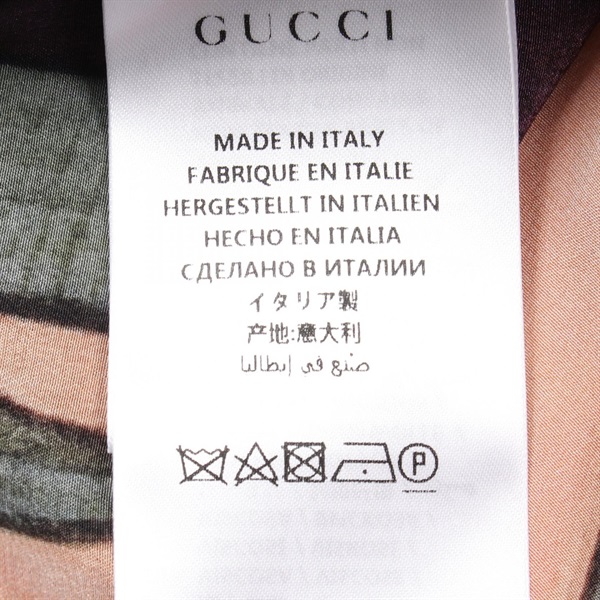 GUCCI
MADE IN ITALY
FABRIQUE EN ITALIE
HERGESTELLT IN ITALIEN
HECHO EN ITALIA
СДЕЛАНО В ИТАЛИИ
イタリア製
产地:意大利
صنع في إيطاليا
P